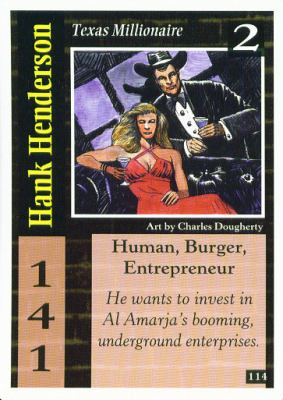 Hank Henderson
Texas Millionaire
2
Art by Charles Dougherty
1
4
1
Human, Burger,
Entrepreneur
He wants to invest in
Al Amarja's booming,
underground enterprises.
114